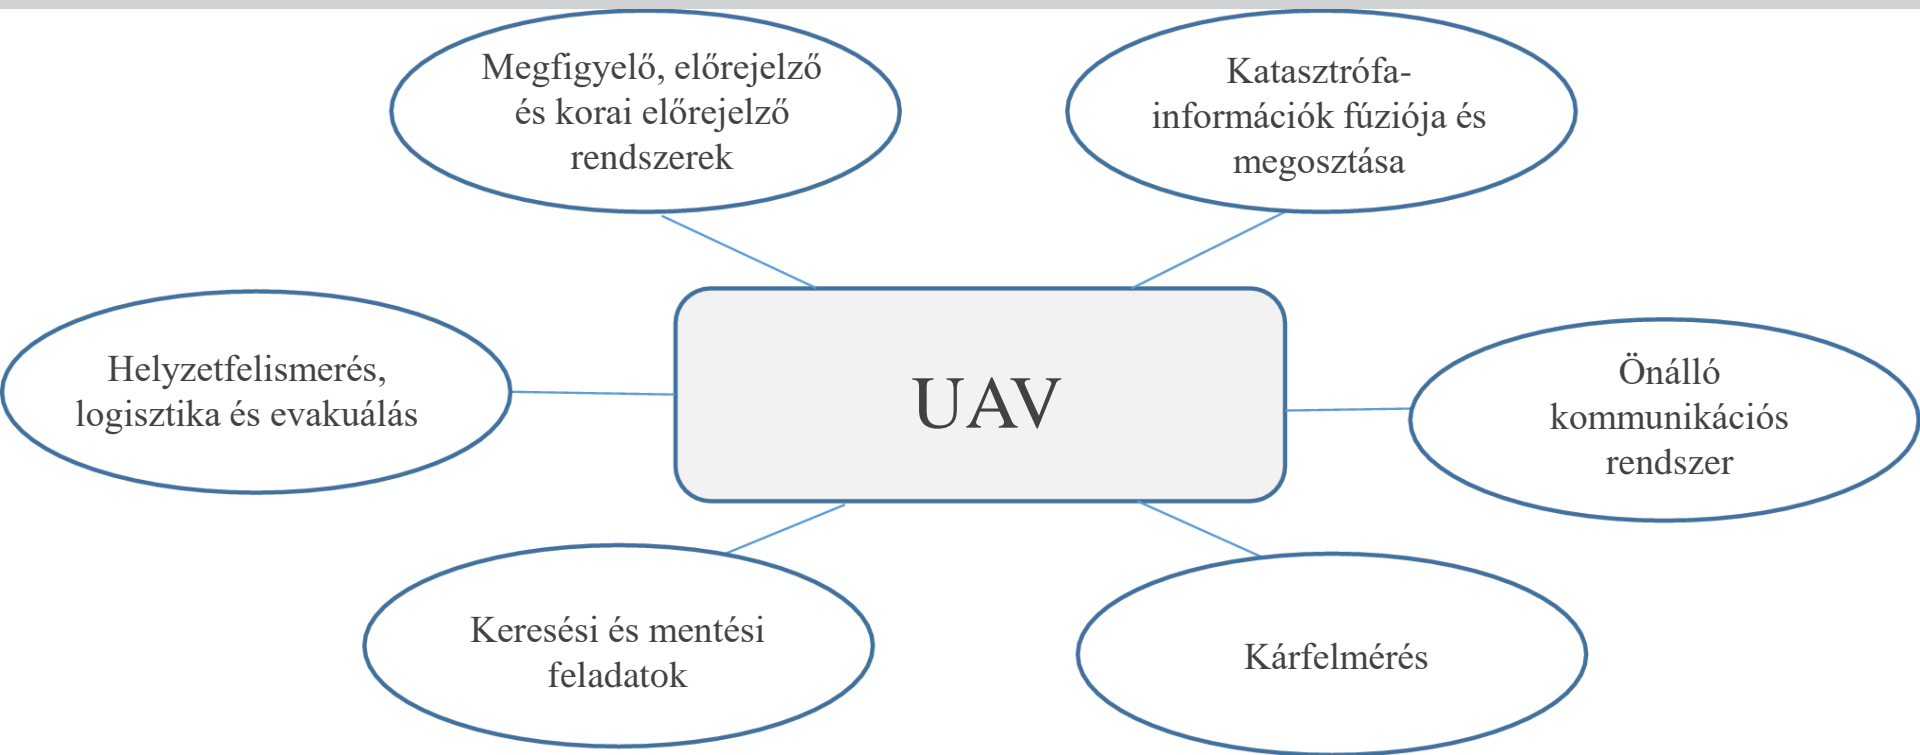 Megfigyelő, előrejelző
és korai előrejelző
rendszerek
Katasztrófa-
információk fúziója és
megosztása
Helyzetfelismerés,
logisztika és evakuálás
UAV
Önálló
kommunikációs
rendszer
Keresési és mentési
feladatok
Kárfelmérés